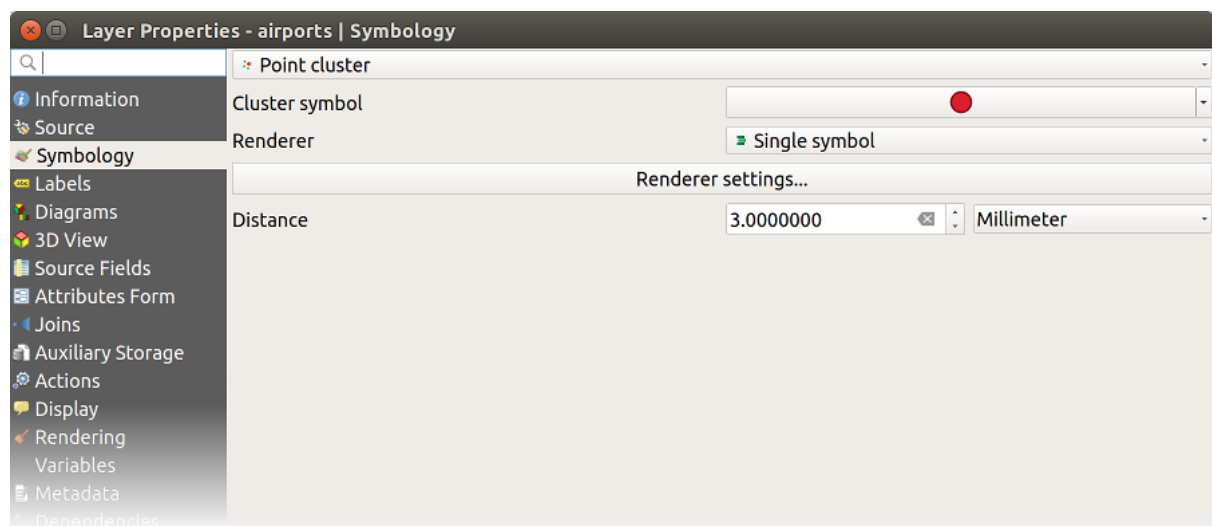 Layer Properties - airports | Symbology
Point cluster
Information
Cluster symbol
Source
Renderer
Single symbol
Symbology
Labels
Renderer settings...
Diagrams
Distance
3.0000000
Millimeter
3D View
Source Fields
Attributes Form
Joins
Auxiliary Storage
Actions
Display
Rendering
Variables
Metadata
Dependencies